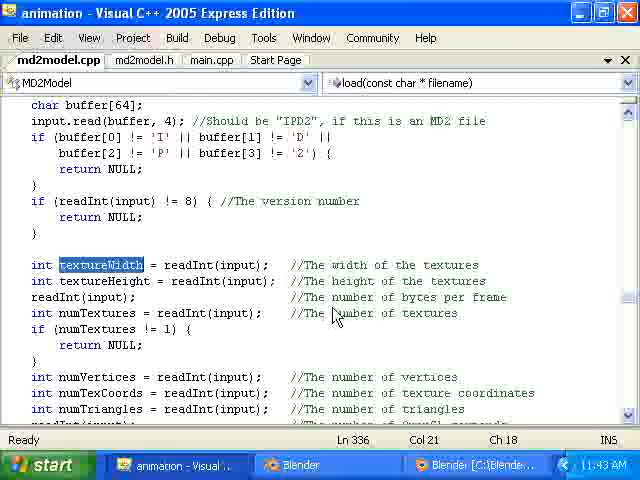 animation - Visual C++ 2005 Express Edition
File Edit View Project Build Debug Tools Window Community Help
md2model.cpp md2model.h main.cpp Start Page
MD2Model load(const char * filename)
char buffer[64];
input.read(buffer, 4); //Should be "IPD2", if this is an MD2 file
if (buffer[0] != 'I' || buffer[1] != 'D' ||
buffer[2] != 'P' || buffer[3] != '2') {
return NULL;
}
if (readInt(input) != 8) { //The version number
return NULL;
}
int textureWidth = readInt(input); //The width of the textures
int textureHeight = readInt(input); //The height of the textures
readInt(input); //The number of bytes per frame
int numTextures = readInt(input); //The number of textures
if (numTextures != 1) {
return NULL;
}
int numVertices = readInt(input); //The number of vertices
int numTexCoords = readInt(input); //The number of texture coordinates
int numTriangles = readInt(input); //The number of triangles
Ready Ln 336 Col 21 Ch 18 INS
start animation - Visual ... Blender Blender [C:\Blende... 11:43 AM